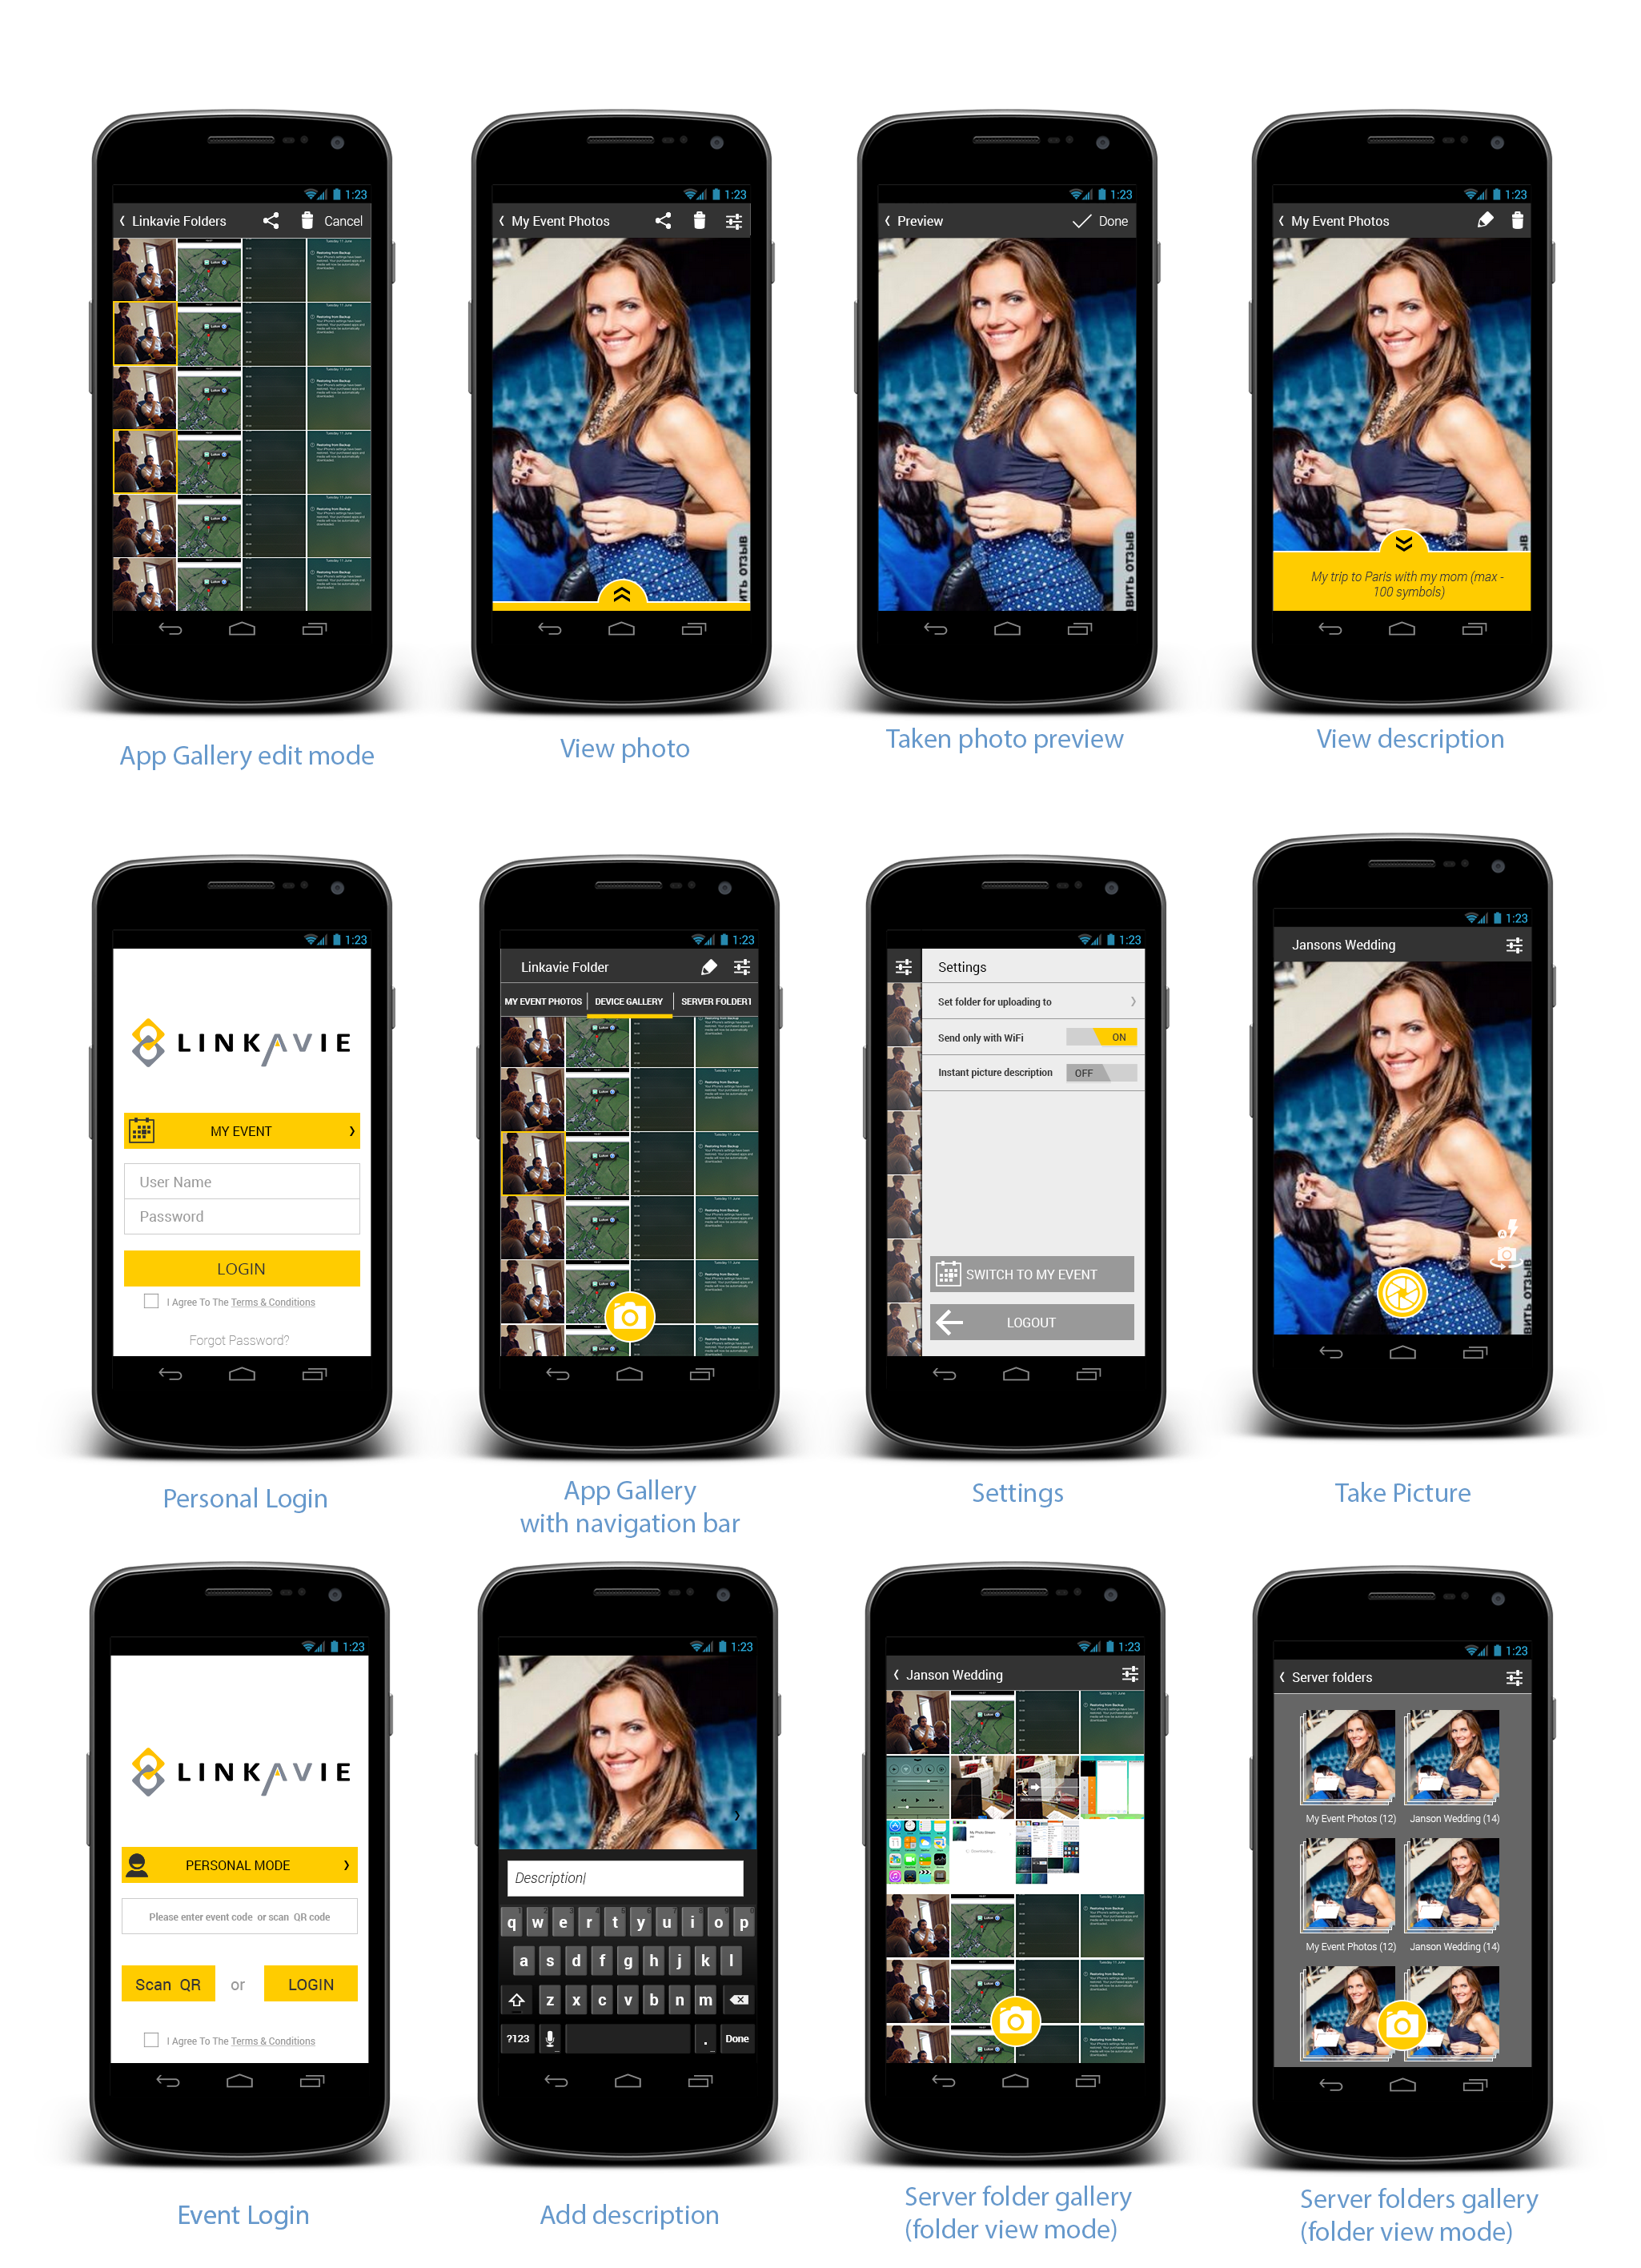 1:23
Linkavie Folders Cancel
Tuesday 11 June
Restoring from Backup
1:23
My Event Photos
ВИТЬ ОТЗЫВ
1:23
Preview Done
ВИТЬ ОТЗЫВ
1:23
My Event Photos
My trip to Paris with my mom (max -
100 symbols)
App Gallery edit mode
View photo
Taken photo preview
View description
1:23
LINKAVIE
MY EVENT
User Name
Password
LOGIN
I Agree To The Terms & Conditions
Forgot Password?
1:23
Linkavie Folder
MY EVENT PHOTOS DEVICE GALLERY SERVER FOLDER1
1:23
Settings
Set folder for uploading to
Send only with WiFi ON
Instant picture description OFF
SWITCH TO MY EVENT
LOGOUT
1:23
Jansons Wedding
ВИТЬ ОТЗЫВ
Personal Login
App Gallery
with navigation bar
Settings
Take Picture
1:23
LINKAVIE
PERSONAL MODE
Please enter event code or scan QR code
Scan QR or LOGIN
I Agree To The Terms & Conditions
1:23
Description
q w e r t y u i o p
a s d f g h j k l
z x c v b n m
?123 . Done
1:23
Janson Wedding
1:23
Server folders
My Event Photos (12) Janson Wedding (14)
My Event Photos (12) Janson Wedding (14)
Event Login
Add description
Server folder gallery
(folder view mode)
Server folders gallery
(folder view mode)